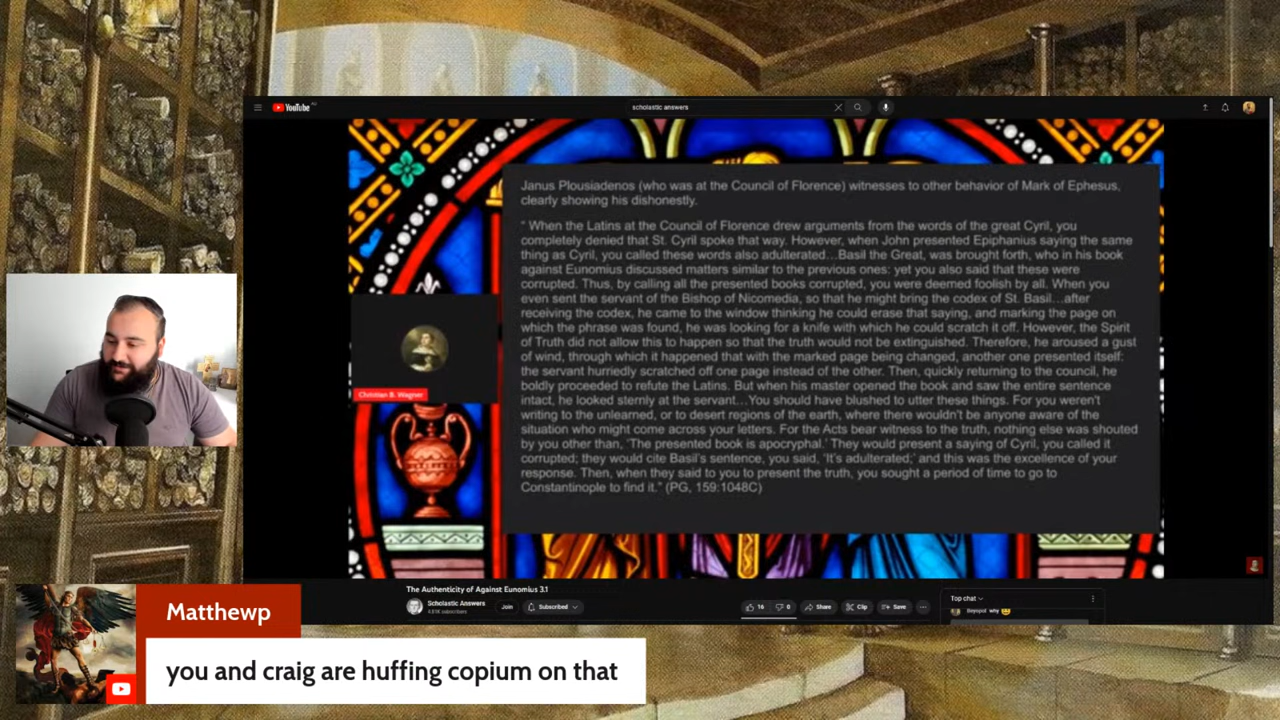 YouTube
scholastic answers
Janus Plousiadenos (who was at the Council of Florence) witnesses to other behavior of Mark of Ephesus,
clearly showing his dishonestly.
" When the Latins at the Council of Florence drew arguments from the words of the great Cyril, you
completely denied that St. Cyril spoke that way. However, when John presented Epiphanius saying the same
thing as Cyril, you called these words also adulterated…Basil the Great, was brought forth, who in his book
against Eunomius discussed matters similar to the previous ones: yet you also said that these were
corrupted. Thus, by calling all the presented books corrupted, you were deemed foolish by all. When you
even sent the servant of the Bishop of Nicomedia, so that he might bring the codex of St. Basil…after
receiving the codex, he came to the window thinking he could erase that saying, and marking the page on
which the phrase was found, he was looking for a knife with which he could scratch it off. However, the Spirit
of Truth did not allow this to happen so that the truth would not be extinguished. Therefore, he aroused a gust
of wind, through which it happened that with the marked page being changed, another one presented itself:
the servant hurriedly scratched off one page instead of the other. Then, quickly returning to the council, he
boldly proceeded to refute the Latins. But when his master opened the book and saw the entire sentence
intact, he looked sternly at the servant…You should have blushed to utter these things. For you weren't
writing to the unlearned, or to desert regions of the earth, where there wouldn't be anyone aware of the
situation who might come across your letters. For the Acts bear witness to the truth, nothing else was shouted
by you other than, 'The presented book is apocryphal.' They would present a saying of Cyril, you called it
corrupted; they would cite Basil's sentence, you said, 'It's adulterated;' and this was the excellence of your
response. Then, when they said to you to present the truth, you sought a period of time to go to
Constantinople to find it." (PG, 159:1048C)
Christian B. Wagner
The Authenticity of Against Eunomius 3.1
Scholastic Answers
Join
Subscribed
16
0
Share
Clip
Save
Top chat
why
Matthewp
you and craig are huffing copium on that